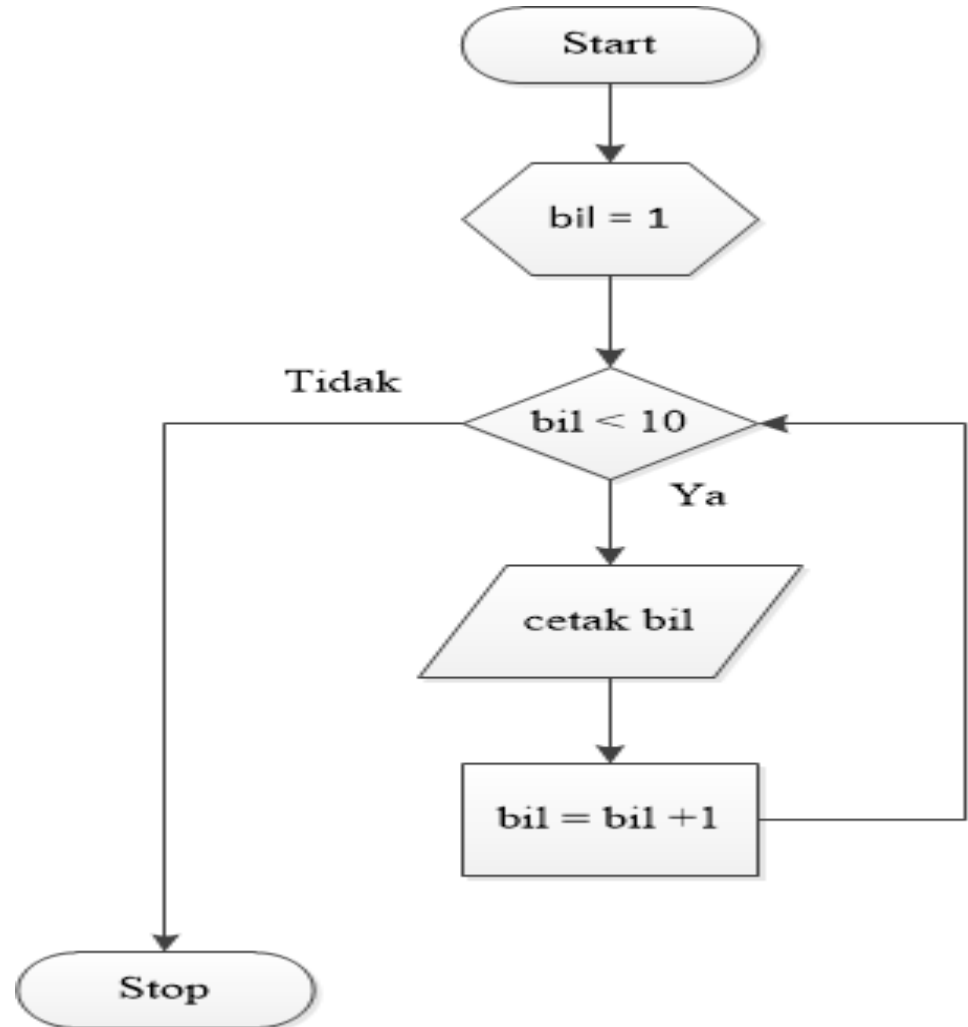 Start
bil = 1
Tidak
bil < 10
Ya
cetak bil
bil = bil +1
Stop